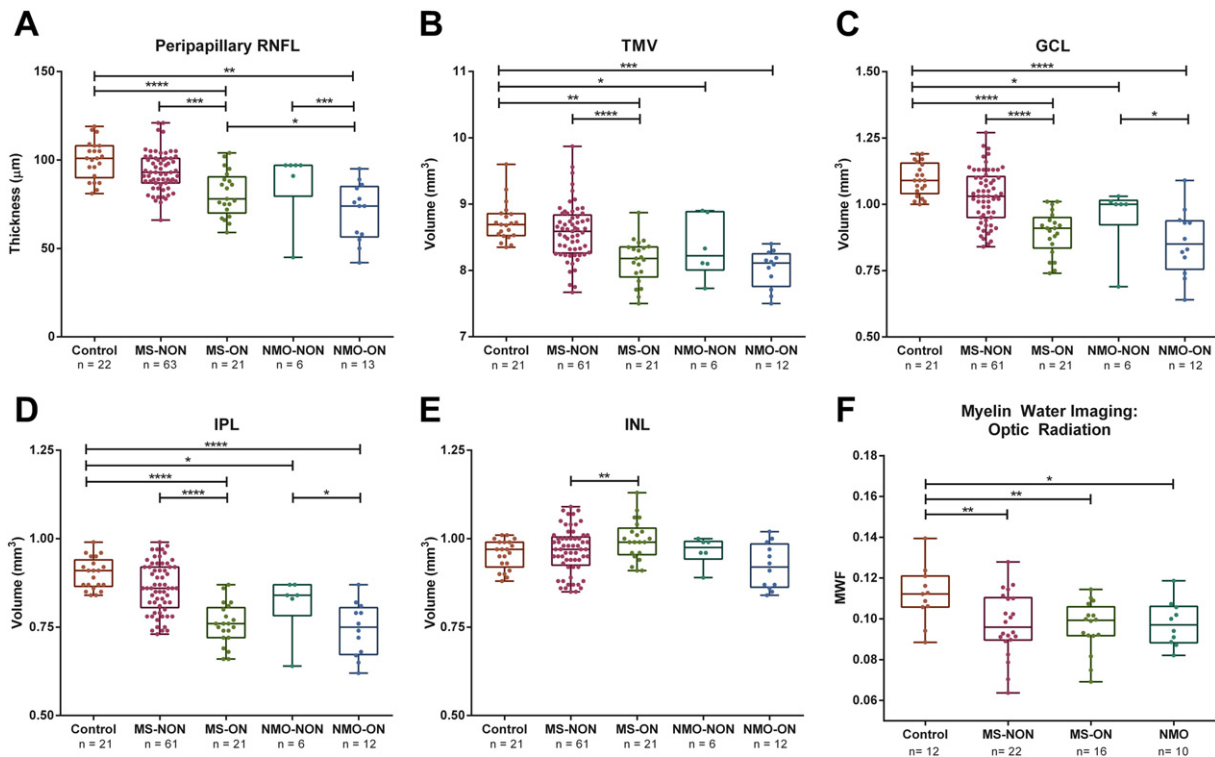 A
Peripapillary RNFL
Thickness (µm)
150
100
50
0
**
****
***
***
*
Control
MS-NON
MS-ON
NMO-NON
NMO-ON
n = 22
n = 63
n = 21
n = 6
n = 13
B
TMV
Volume (mm³)
11
10
9
8
7
***
*
**
****
Control
MS-NON
MS-ON
NMO-NON
NMO-ON
n = 21
n = 61
n = 21
n = 6
n = 12
C
GCL
Volume (mm³)
1.50
1.25
1.00
0.75
0.50
****
*
****
****
*
Control
MS-NON
MS-ON
NMO-NON
NMO-ON
n = 21
n = 61
n = 21
n = 6
n = 12
D
IPL
Volume (mm³)
1.25
1.00
0.75
0.50
****
*
****
****
*
Control
MS-NON
MS-ON
NMO-NON
NMO-ON
n = 21
n = 61
n = 21
n = 6
n = 12
E
INL
Volume (mm³)
1.25
1.00
0.75
0.50
**
Control
MS-NON
MS-ON
NMO-NON
NMO-ON
n = 21
n = 61
n = 21
n = 6
n = 12
F
Myelin Water Imaging:
Optic Radiation
MWF
0.18
0.16
0.14
0.12
0.10
0.08
0.06
*
**
**
Control
MS-NON
MS-ON
NMO
n= 12
n= 22
n= 16
n= 10